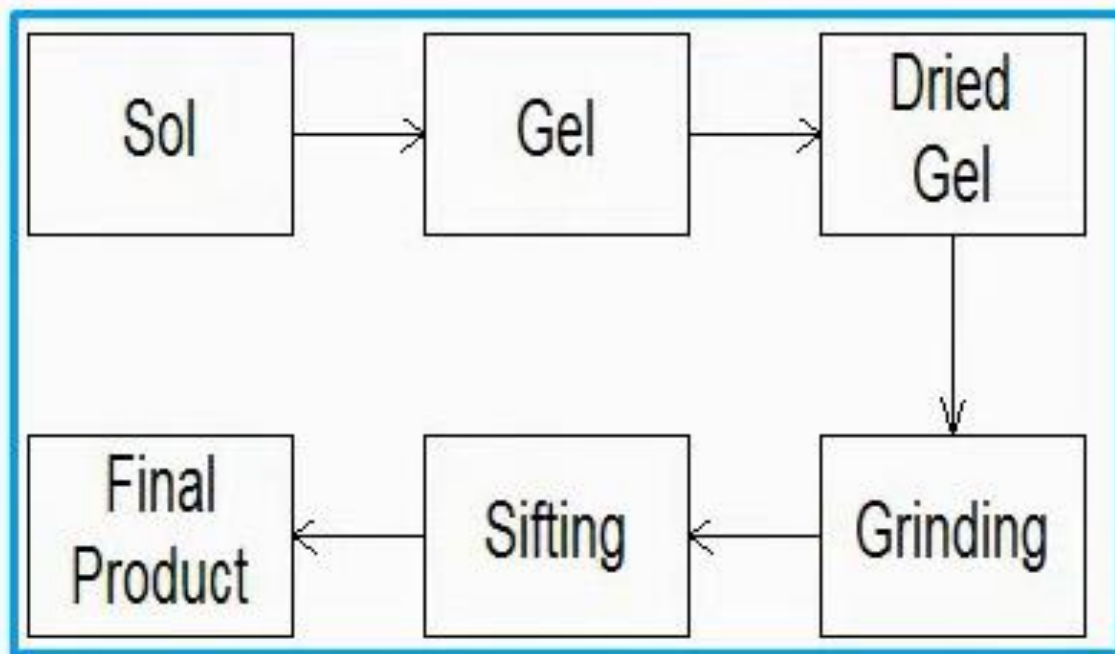 Sol
Gel
Dried
Gel
Grinding
Sifting
Final
Product